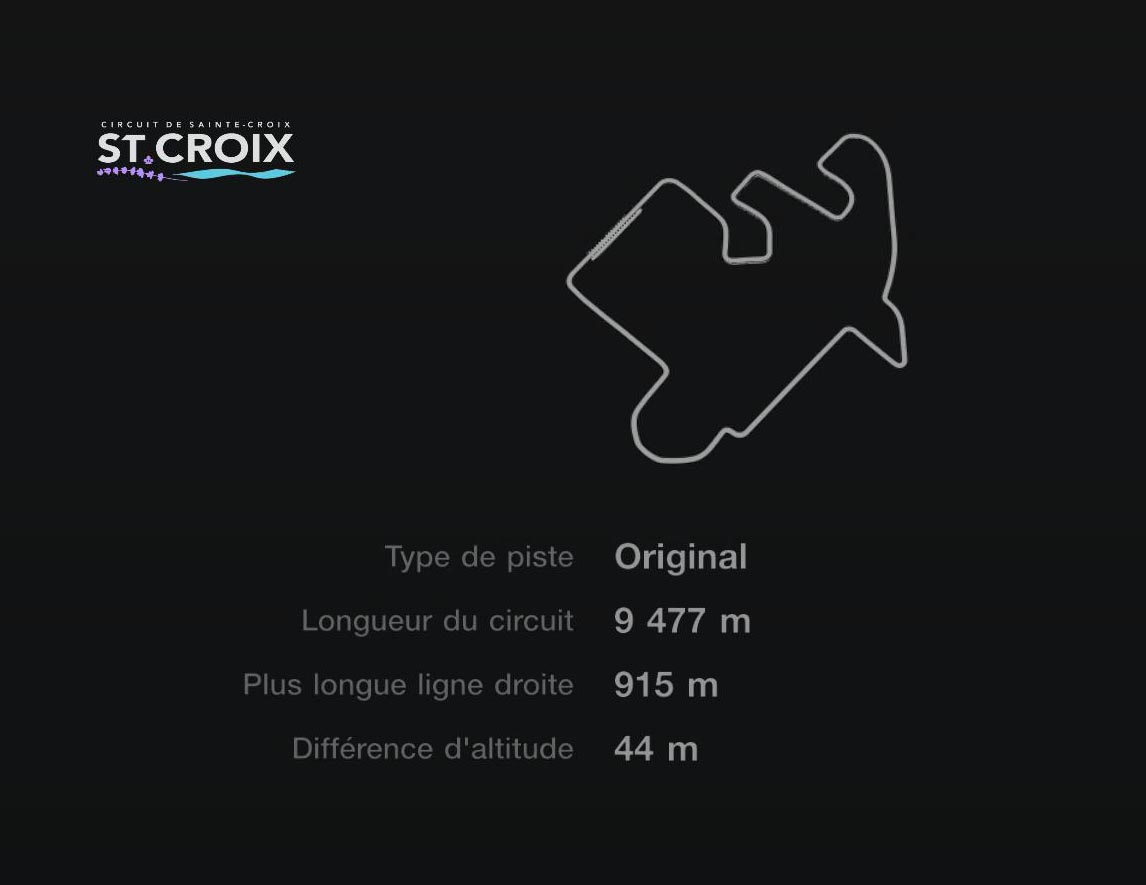 CIRCUIT DE SAINTE-CROIX
ST.CROIX
Type de piste Original
Longueur du circuit 9 477 m
Plus longue ligne droite 915 m
Différence d'altitude 44 m